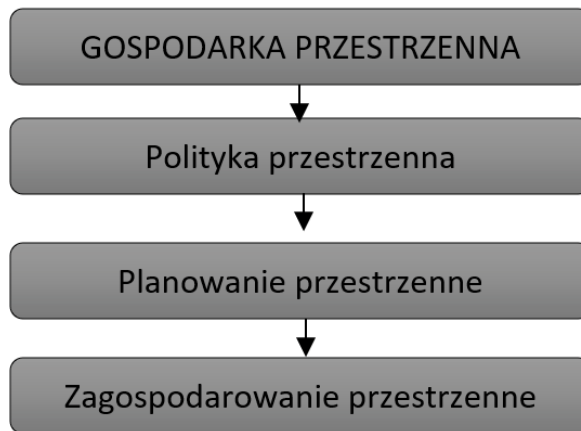 GOSPODARKA PRZESTRZENNA
Polityka przestrzenna
Planowanie przestrzenne
Zagospodarowanie przestrzenne